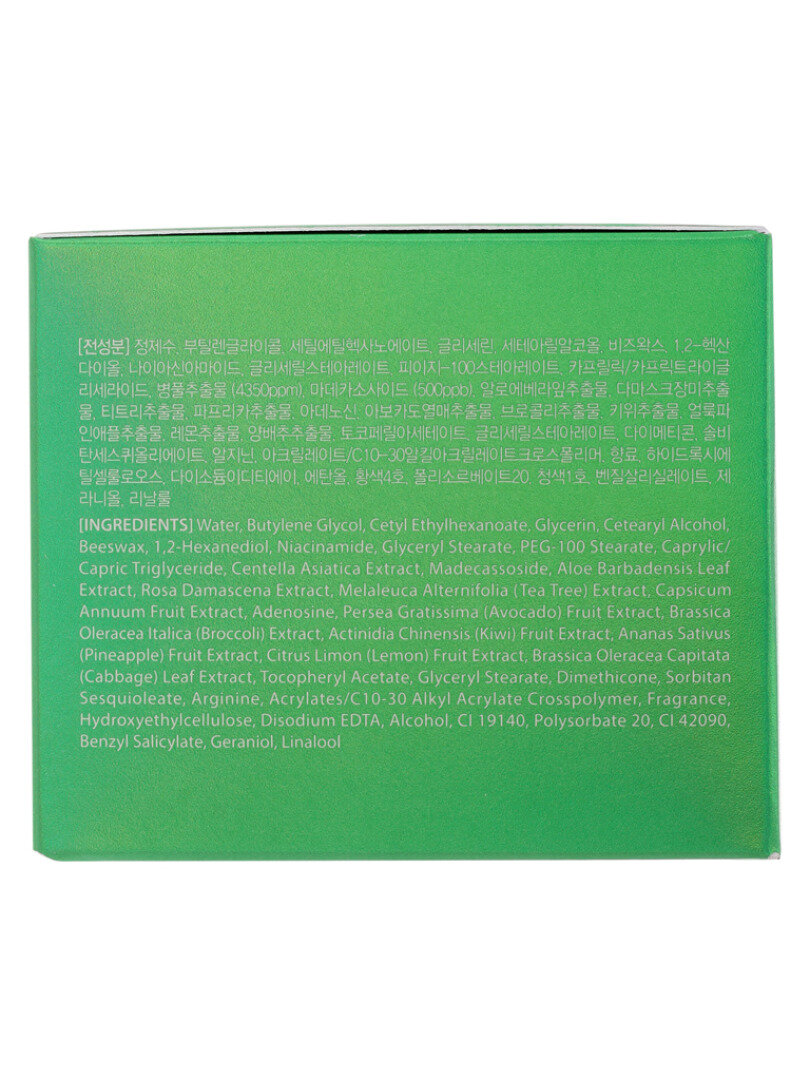 [전성분] 정제수, 부틸렌글라이콜, 세틸에틸헥사노에이트, 글리세린, 세테아릴알코올, 비즈왁스, 1,2-헥산
다이올, 나이아신아마이드, 글리세릴스테아레이트, 피이지-100스테아레이트, 카프릴릭/카프릭트라이글
리세라이드, 병풀추출물 (4350ppm), 마데카소사이드 (500ppb), 알로에베라잎추출물, 다마스크장미추출
물, 티트리추출물, 파프리카추출물, 아데노신, 아보카도열매추출물, 브로콜리추출물, 키위추출물, 얼룩파
인애플추출물, 레몬추출물, 양배추추출물, 토코페릴아세테이트, 글리세릴스테아레이트, 다이메티콘, 솔비
탄세스퀴올리에이트, 알지닌, 아크릴레이트/C10-30알킬아크릴레이트크로스폴리머, 향료, 하이드록시에
틸셀룰로오스, 다이소듐이디티에이, 에탄올, 황색4호, 폴리소르베이트20, 청색1호, 벤질살리실레이트, 제
라니올, 리날룰
[INGREDIENTS] Water, Butylene Glycol, Cetyl Ethylhexanoate, Glycerin, Cetearyl Alcohol,
Beeswax, 1,2-Hexanediol, Niacinamide, Glyceryl Stearate, PEG-100 Stearate, Caprylic/
Capric Triglyceride, Centella Asiatica Extract, Madecassoside, Aloe Barbadensis Leaf
Extract, Rosa Damascena Extract, Melaleuca Alternifolia (Tea Tree) Extract, Capsicum
Annuum Fruit Extract, Adenosine, Persea Gratissima (Avocado) Fruit Extract, Brassica
Oleracea Italica (Broccoli) Extract, Actinidia Chinensis (Kiwi) Fruit Extract, Ananas Sativus
(Pineapple) Fruit Extract, Citrus Limon (Lemon) Fruit Extract, Brassica Oleracea Capitata
(Cabbage) Leaf Extract, Tocopheryl Acetate, Glyceryl Stearate, Dimethicone, Sorbitan
Sesquioleate, Arginine, Acrylates/C10-30 Alkyl Acrylate Crosspolymer, Fragrance,
Hydroxyethylcellulose, Disodium EDTA, Alcohol, CI 19140, Polysorbate 20, CI 42090,
Benzyl Salicylate, Geraniol, Linalool